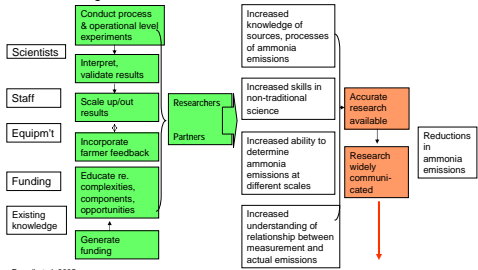 Scientists
Staff
Equipm't
Funding
Existing
knowledge
Conduct process
& operational level
experiments
Interpret,
validate results
Scale up/out
results
Incorporate
farmer feedback
Educate re.
complexities,
components,
opportunities
Generate
funding
Researchers
Partners
Increased
knowledge of
sources, processes
of ammonia
emissions
Increased skills in
non-traditional
science
Increased ability to
determine
ammonia
emissions at
different scales
Increased
understanding of
relationship between
measurement and
actual emissions
Accurate
research
available
Research
widely
communi-
cated
Reductions
in
ammonia
emissions